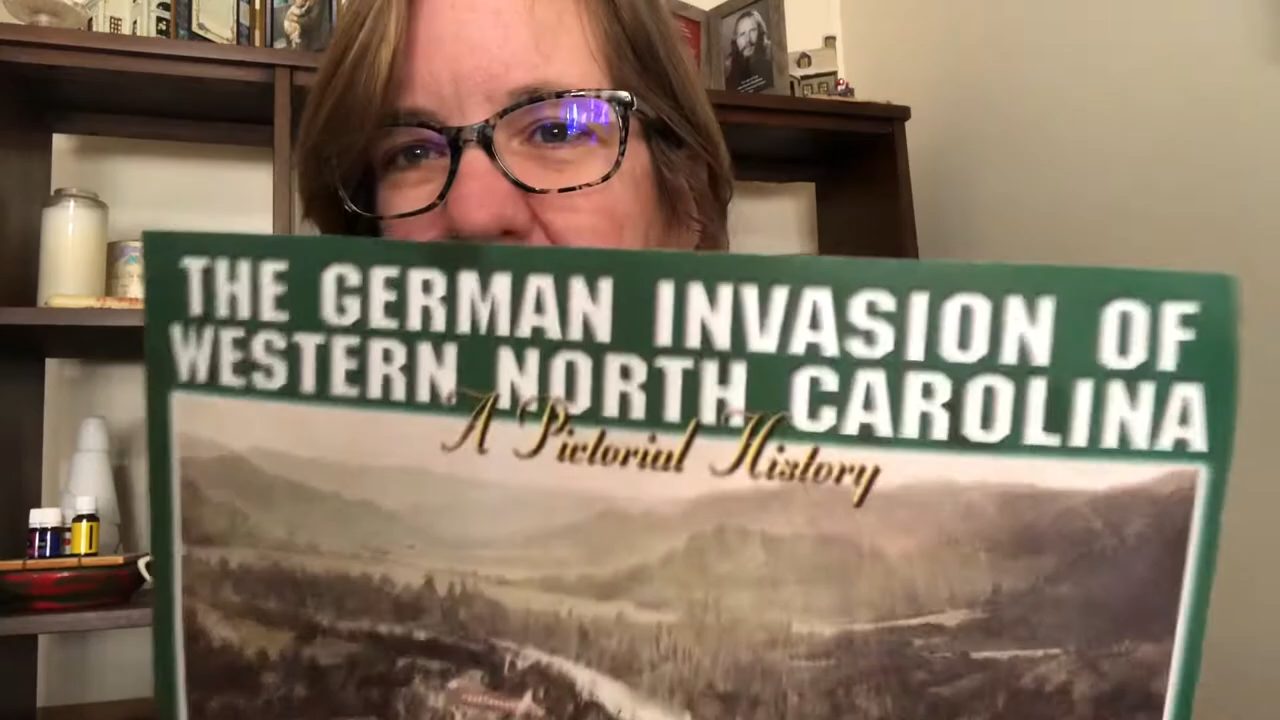 THE GERMAN INVASION OF
WESTERN NORTH CAROLINA
A Pictorial History